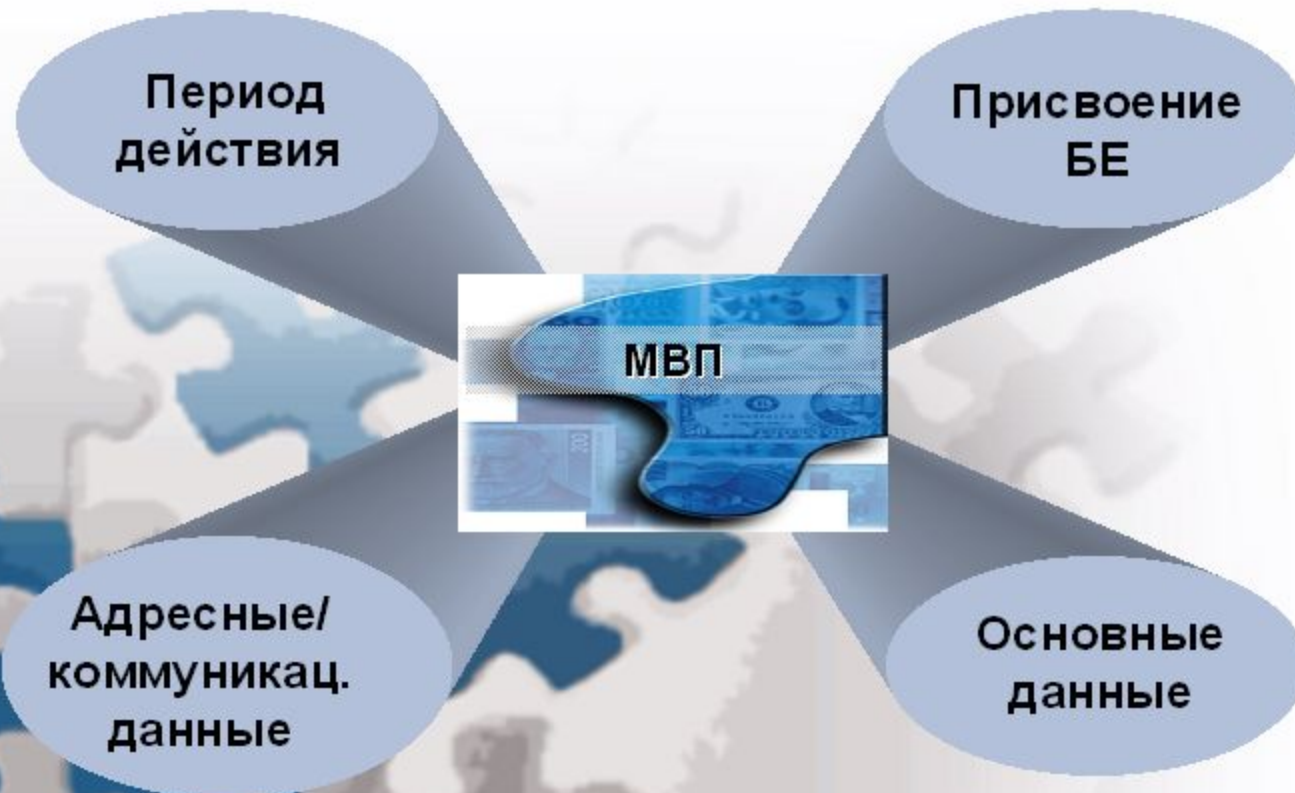 Период
действия
Присвоение
БЕ
МВП
Адресные/
коммуникац.
данные
Основные
данные